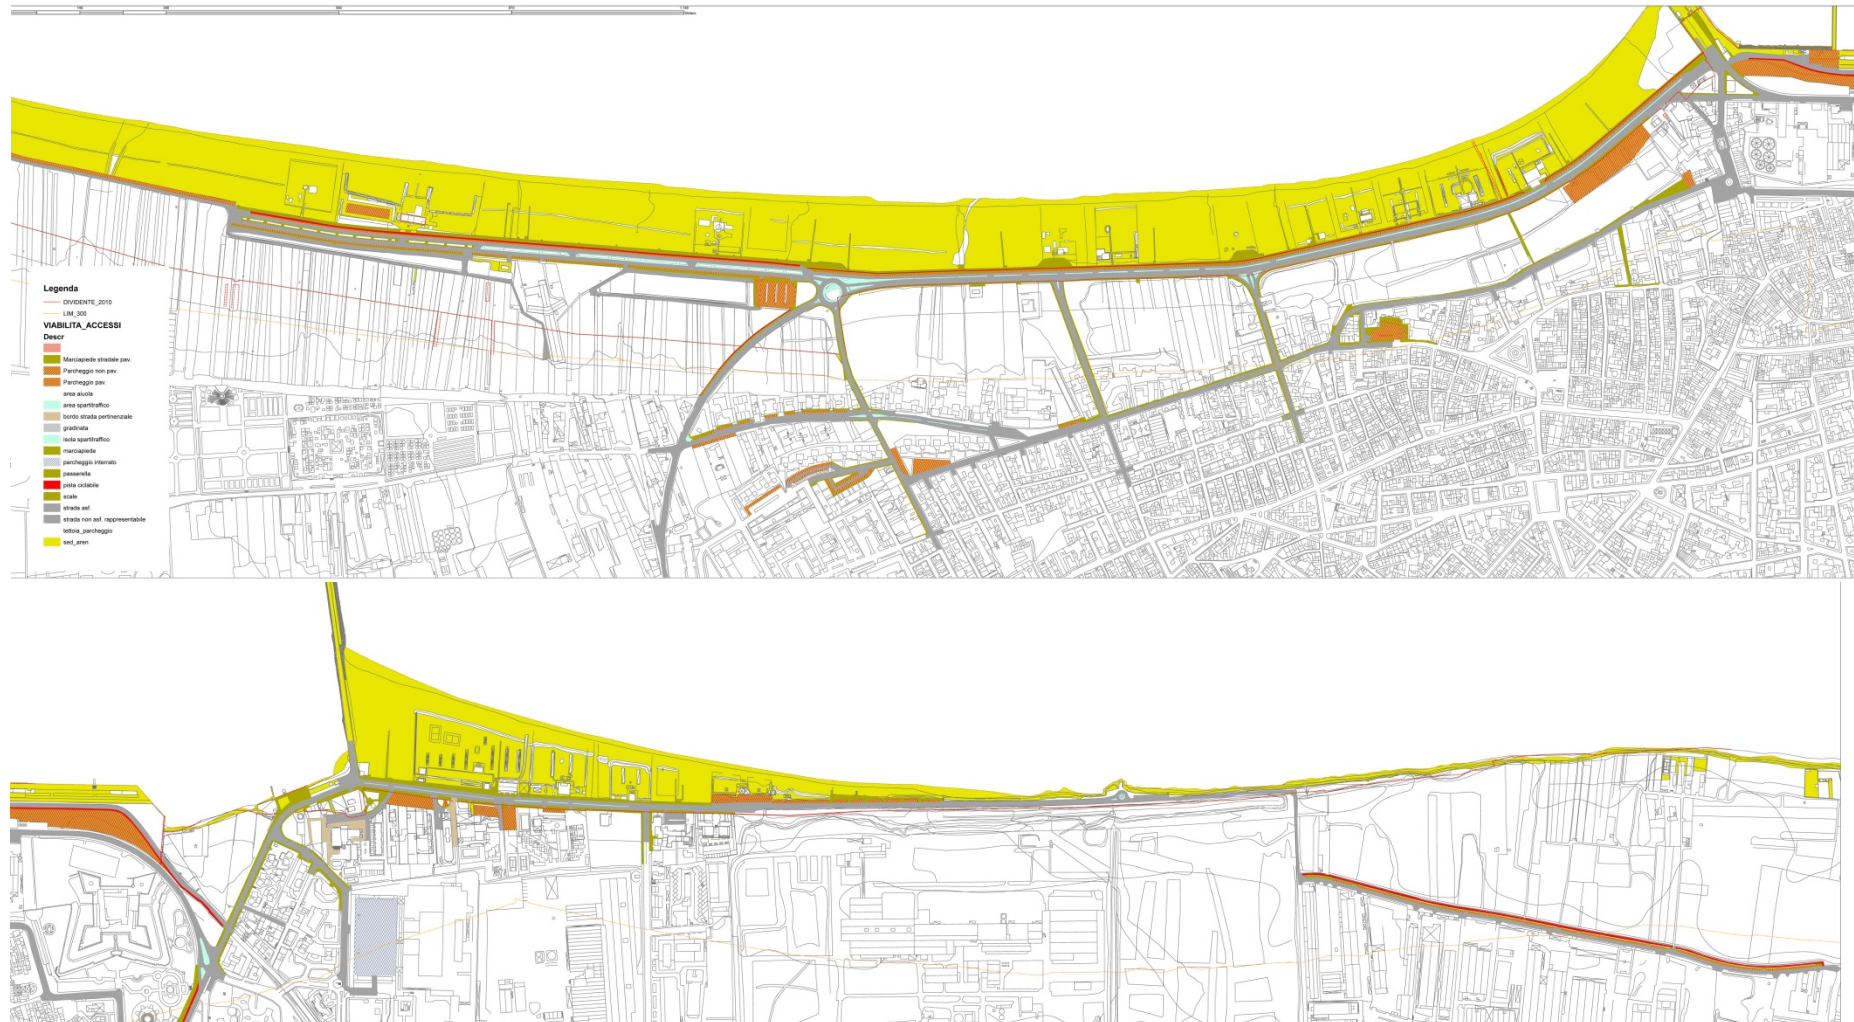 Legenda
DIVIDENTE_2010
LIM_300
VIABILITA_ACCESSI
Descr
Marciapiede stradale pav.
Parcheggio non pav.
Parcheggio pav.
area aiuola
area spartitraffico
bordo strada pertinenziale
gradinata
isola spartitraffico
marciapiede
parcheggio interrato
passerella
pista ciclabile
scale
strada asf.
strada non asf. rappresentabile
tettoia_parcheggio
sed_aren